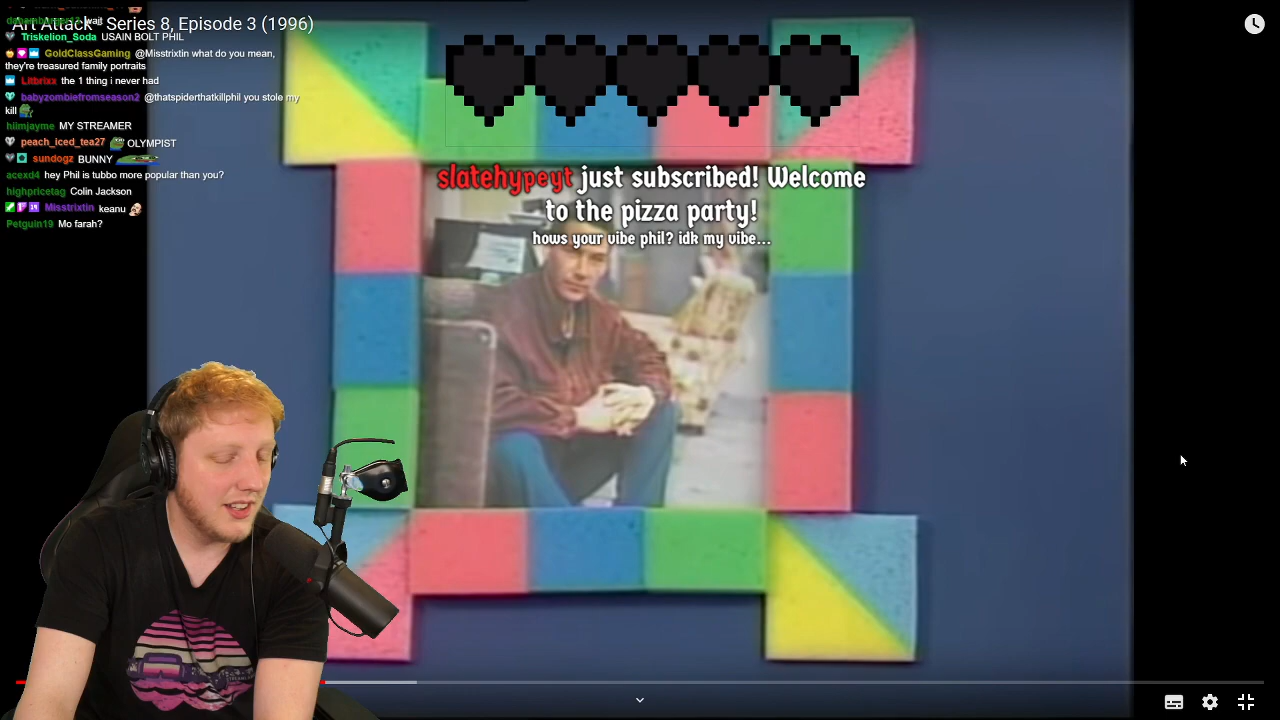 Art Attack - Series 8, Episode 3 (1996)
wait
Triskelion_Soda USAIN BOLT PHIL
GoldClassGaming @Misstrixtin what do you mean,
they're treasured family portraits
Litbrixx the 1 thing i never had
babyzombiefromseason2 @thatspiderthatkillphil you stole my
kill
hiimjayme MY STREAMER
peach_iced_tea27 OLYMPIST
sundogz BUNNY
acexd4 hey Phil is tubbo more popular than you?
highpricetag Colin Jackson
Misstrixtin keanu
Petguin19 Mo farah?
slatehypeyt just subscribed! Welcome
to the pizza party!
hows your vibe phil? idk my vibe...